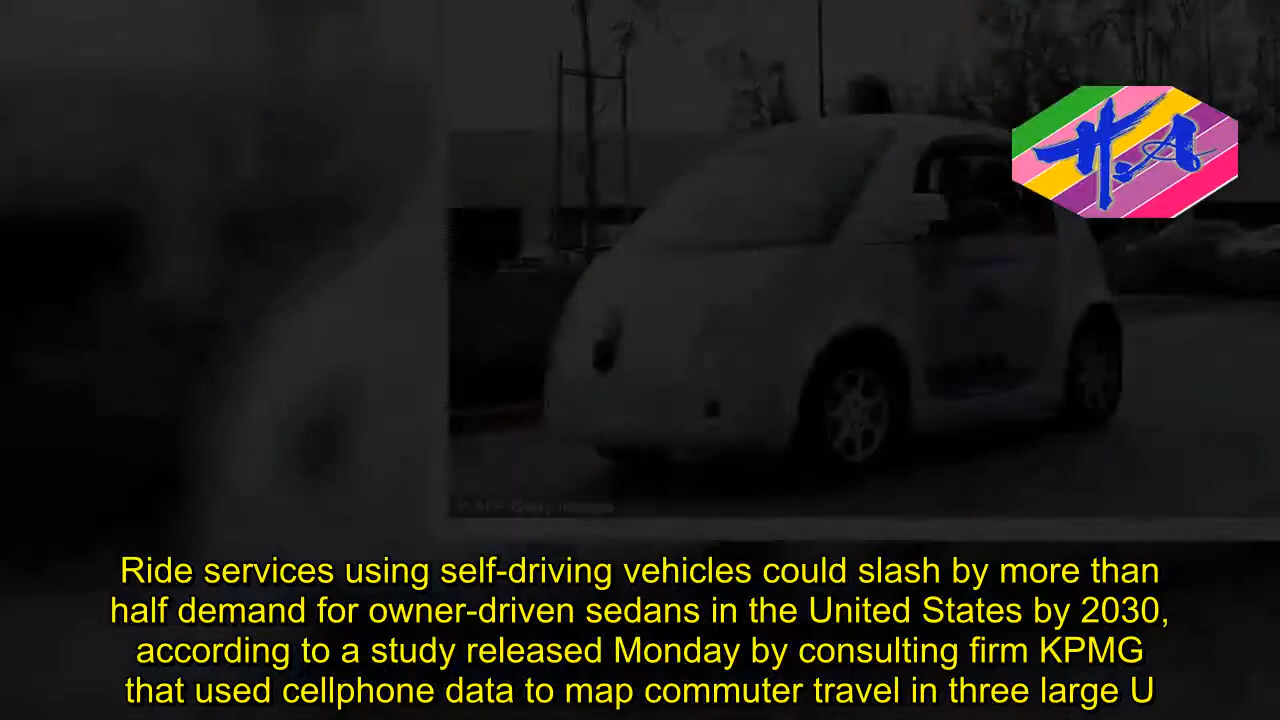 HA
Ride services using self-driving vehicles could slash by more than
half demand for owner-driven sedans in the United States by 2030,
according to a study released Monday by consulting firm KPMG
that used cellphone data to map commuter travel in three large U